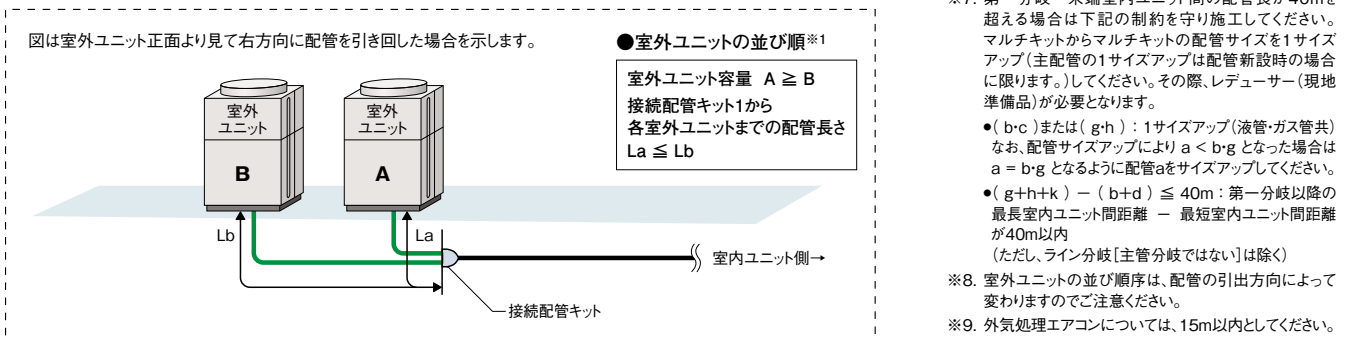 図は室外ユニット正面より見て右方向に配管を引き回した場合を示します。
●室外ユニットの並び順※1
室外ユニット容量 A ≧ B
接続配管キット1から
各室外ユニットまでの配管長さ
La ≦ Lb
室外
ユニット
B
室外
ユニット
A
Lb
La
室内ユニット側→
接続配管キット
超える場合は下記の制約を守り施工してください。
マルチキットからマルチキットの配管サイズを1サイズ
アップ(主配管の1サイズアップは配管新設時の場合
に限ります。)してください。その際、レデューサー(現地
準備品)が必要となります。
●( b・c )または( g・h ) : 1サイズアップ(液管・ガス管共)
なお、配管サイズアップにより a < b・g となった場合は
a = b・g となるように配管aをサイズアップしてください。
●( g+h+k ) − ( b+d ) ≦ 40m : 第一分岐以降の
最長室内ユニット間距離 − 最短室内ユニット間距離
が40m以内
(ただし、ライン分岐[主管分岐ではない]は除く)
※8. 室外ユニットの並び順序は、配管の引出方向によって
変わりますのでご注意ください。
※9. 外気処理エアコンについては、15m以内としてください。